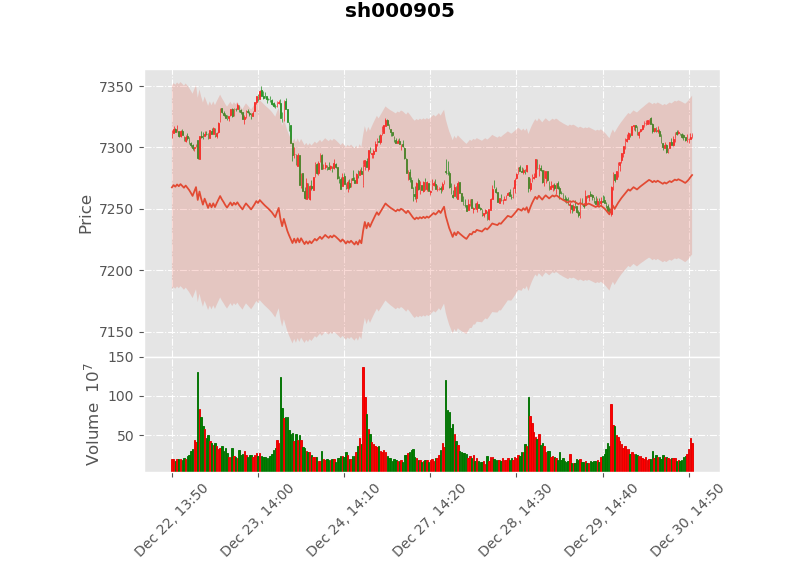 sh000905
Price
7350
7300
7250
7200
7150
Volume 10^7
150
100
50
Dec 22, 13:50
Dec 23, 14:00
Dec 24, 14:10
Dec 27, 14:20
Dec 28, 14:30
Dec 29, 14:40
Dec 30, 14:50